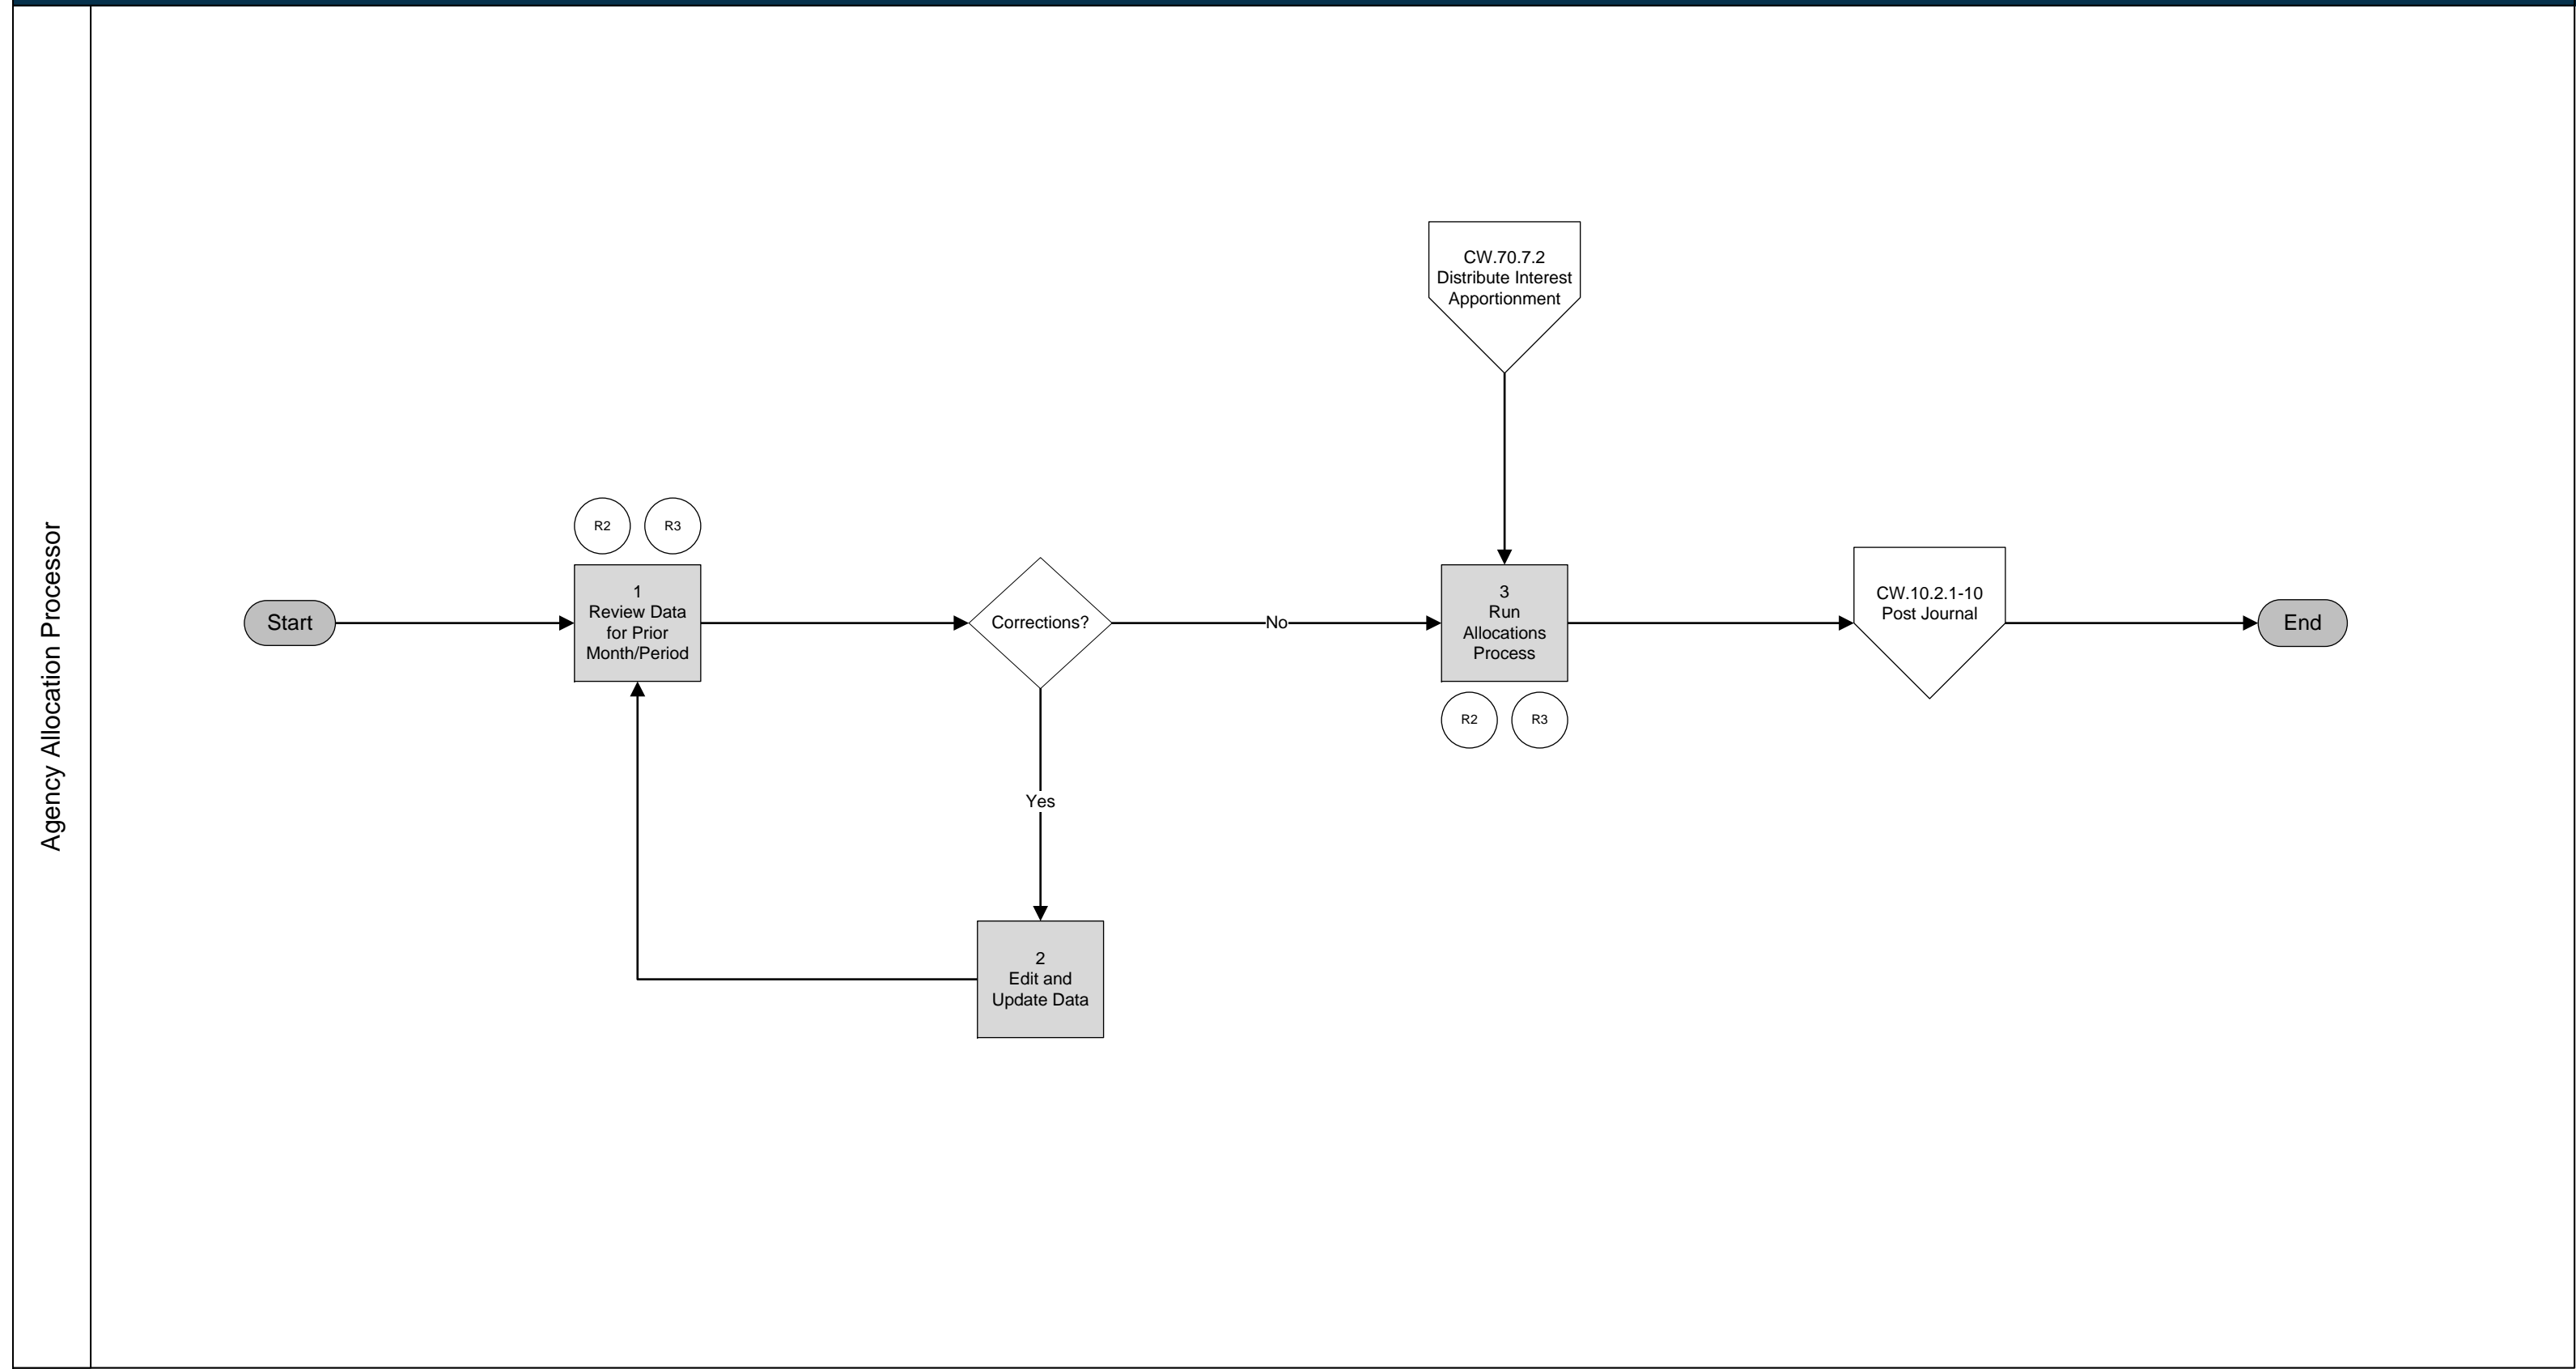 Agency Allocation Processor
Start
R2
R3
1
Review Data
for Prior
Month/Period
Corrections?
Yes
2
Edit and
Update Data
No
CW.70.7.2
Distribute Interest
Apportionment
3
Run
Allocations
Process
R2
R3
CW.10.2.1-10
Post Journal
End